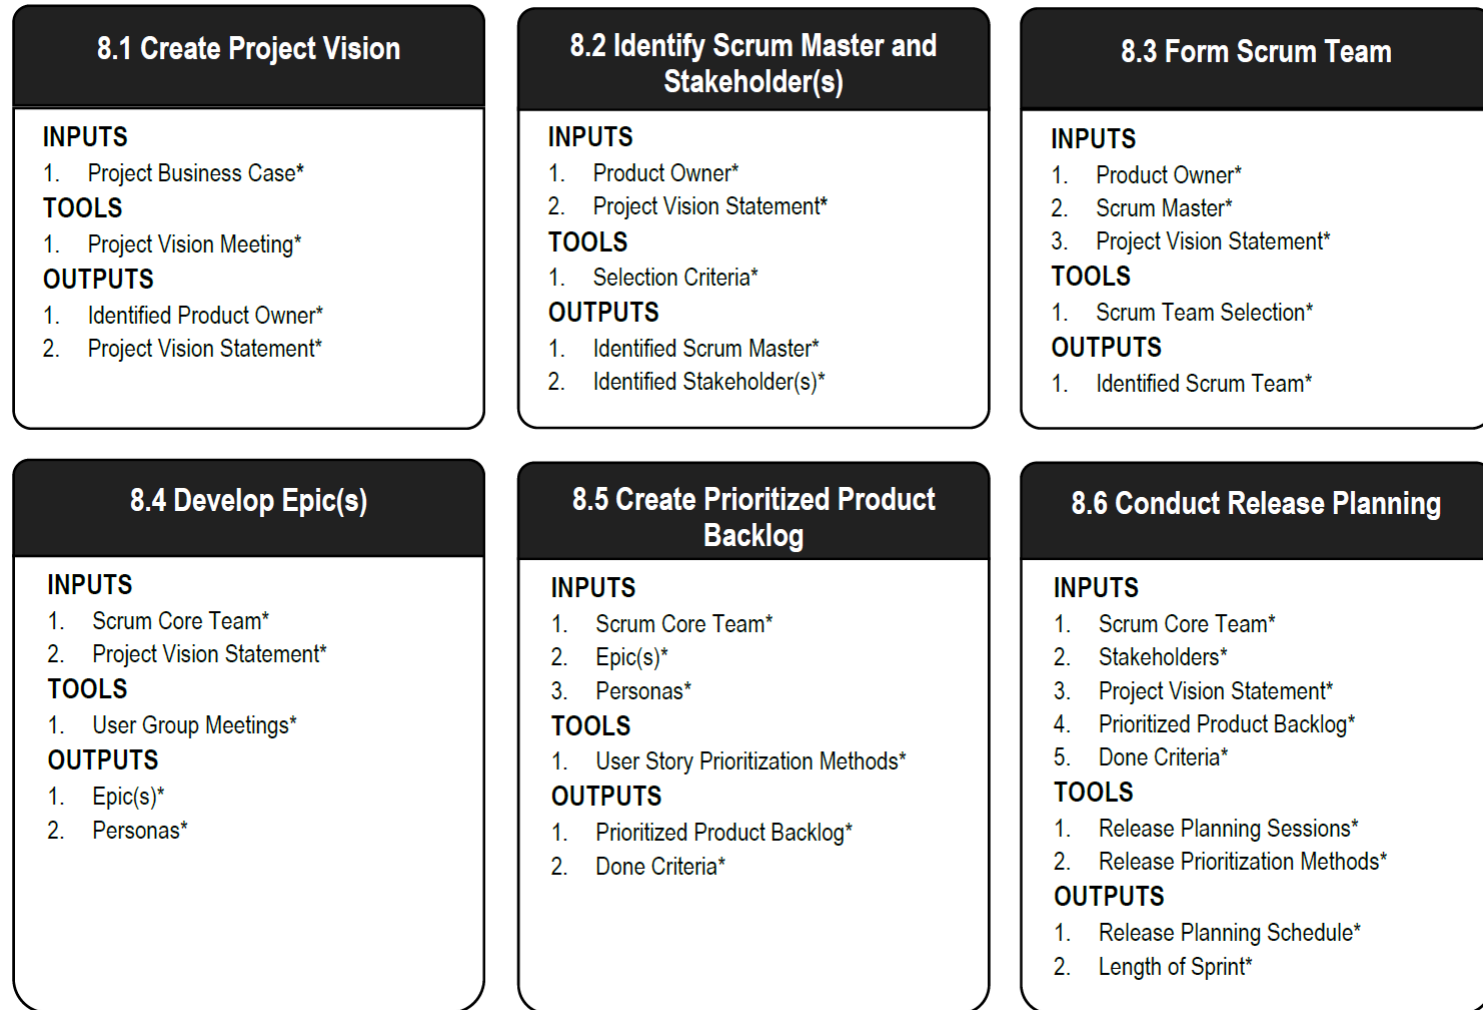 8.1 Create Project Vision
INPUTS
1. Project Business Case*
TOOLS
1. Project Vision Meeting*
OUTPUTS
1. Identified Product Owner*
2. Project Vision Statement*
8.2 Identify Scrum Master and
Stakeholder(s)
INPUTS
1. Product Owner*
2. Project Vision Statement*
TOOLS
1. Selection Criteria*
OUTPUTS
1. Identified Scrum Master*
2. Identified Stakeholder(s)*
8.3 Form Scrum Team
INPUTS
1. Product Owner*
2. Scrum Master*
3. Project Vision Statement*
TOOLS
1. Scrum Team Selection*
OUTPUTS
1. Identified Scrum Team*
8.4 Develop Epic(s)
INPUTS
1. Scrum Core Team*
2. Project Vision Statement*
TOOLS
1. User Group Meetings*
OUTPUTS
1. Epic(s)*
2. Personas*
8.5 Create Prioritized Product
Backlog
INPUTS
1. Scrum Core Team*
2. Epic(s)*
3. Personas*
TOOLS
1. User Story Prioritization Methods*
OUTPUTS
1. Prioritized Product Backlog*
2. Done Criteria*
8.6 Conduct Release Planning
INPUTS
1. Scrum Core Team*
2. Stakeholders*
3. Project Vision Statement*
4. Prioritized Product Backlog*
5. Done Criteria*
TOOLS
1. Release Planning Sessions*
2. Release Prioritization Methods*
OUTPUTS
1. Release Planning Schedule*
2. Length of Sprint*